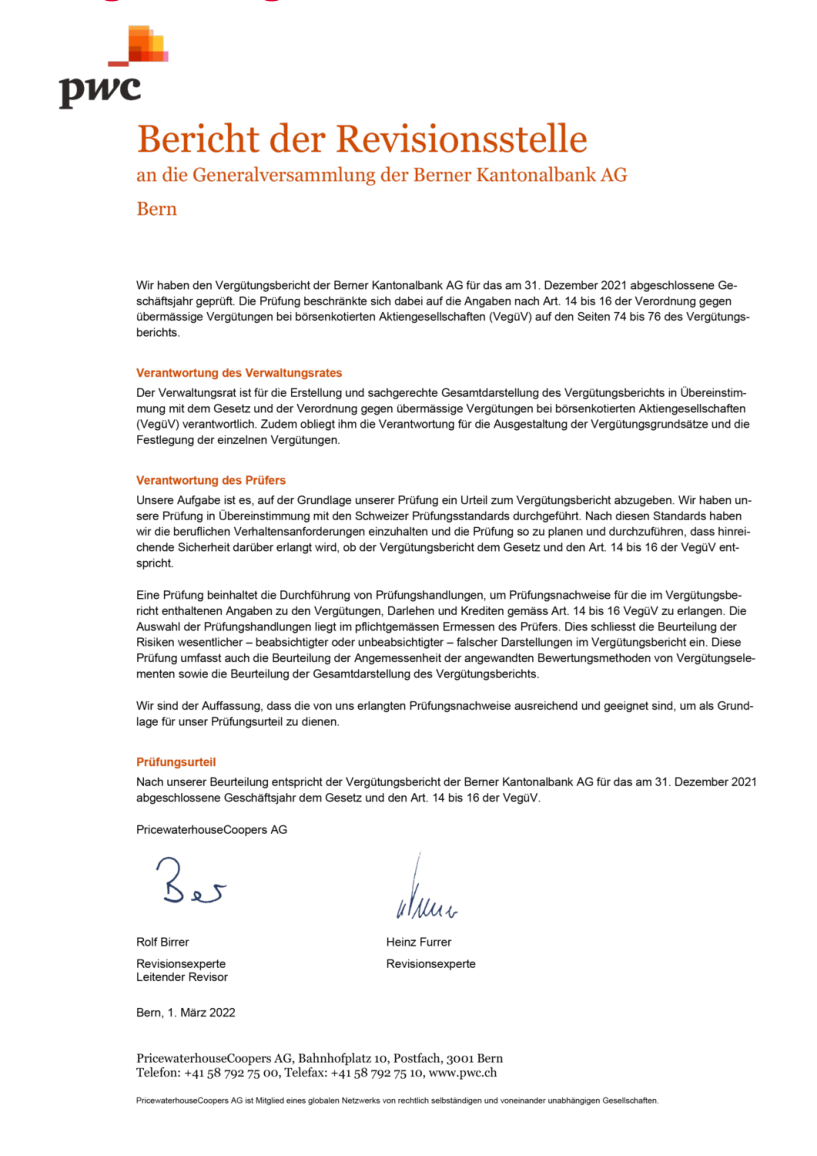 pwc
Bericht der Revisionsstelle
an die Generalversammlung der Berner Kantonalbank AG
Bern
Wir haben den Vergütungsbericht der Berner Kantonalbank AG für das am 31. Dezember 2021 abgeschlossene Ge-
schäftsjahr geprüft. Die Prüfung beschränkte sich dabei auf die Angaben nach Art. 14 bis 16 der Verordnung gegen
übermässige Vergütungen bei börsenkotierten Aktiengesellschaften (VegüV) auf den Seiten 74 bis 76 des Vergütungs-
berichts.
Verantwortung des Verwaltungsrates
Der Verwaltungsrat ist für die Erstellung und sachgerechte Gesamtdarstellung des Vergütungsberichts in Übereinstim-
mung mit dem Gesetz und der Verordnung gegen übermässige Vergütungen bei börsenkotierten Aktiengesellschaften
(VegüV) verantwortlich. Zudem obliegt ihm die Verantwortung für die Ausgestaltung der Vergütungsgrundsätze und die
Festlegung der einzelnen Vergütungen.
Verantwortung des Prüfers
Unsere Aufgabe ist es, auf der Grundlage unserer Prüfung ein Urteil zum Vergütungsbericht abzugeben. Wir haben un-
sere Prüfung in Übereinstimmung mit den Schweizer Prüfungsstandards durchgeführt. Nach diesen Standards haben
wir die beruflichen Verhaltensanforderungen einzuhalten und die Prüfung so zu planen und durchzuführen, dass hinrei-
chende Sicherheit darüber erlangt wird, ob der Vergütungsbericht dem Gesetz und den Art. 14 bis 16 der VegüV ent-
spricht.
Eine Prüfung beinhaltet die Durchführung von Prüfungshandlungen, um Prüfungsnachweise für die im Vergütungsbe-
richt enthaltenen Angaben zu den Vergütungen, Darlehen und Krediten gemäss Art. 14 bis 16 VegüV zu erlangen. Die
Auswahl der Prüfungshandlungen liegt im pflichtgemässen Ermessen des Prüfers. Dies schliesst die Beurteilung der
Risiken wesentlicher – beabsichtigter oder unbeabsichtigter – falscher Darstellungen im Vergütungsbericht ein. Diese
Prüfung umfasst auch die Beurteilung der Angemessenheit der angewandten Bewertungsmethoden von Vergütungsele-
menten sowie die Beurteilung der Gesamtdarstellung des Vergütungsberichts.
Wir sind der Auffassung, dass die von uns erlangten Prüfungsnachweise ausreichend und geeignet sind, um als Grund-
lage für unser Prüfungsurteil zu dienen.
Prüfungsurteil
Nach unserer Beurteilung entspricht der Vergütungsbericht der Berner Kantonalbank AG für das am 31. Dezember 2021
abgeschlossene Geschäftsjahr dem Gesetz und den Art. 14 bis 16 der VegüV.
PricewaterhouseCoopers AG
Rolf Birrer Heinz Furrer
Revisionsexperte Revisionsexperte
Leitender Revisor
Bern, 1. März 2022
PricewaterhouseCoopers AG, Bahnhofplatz 10, Postfach, 3001 Bern
Telefon: +41 58 792 75 00, Telefax: +41 58 792 75 10, www.pwc.ch
PricewaterhouseCoopers AG ist Mitglied eines globalen Netzwerks von rechtlich selbständigen und voneinander unabhängigen Gesellschaften.